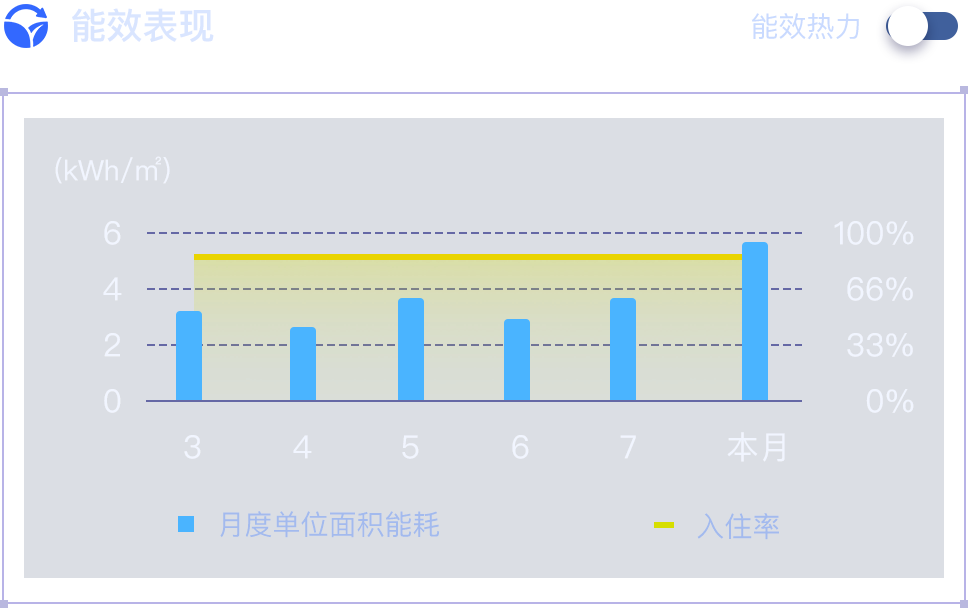 能效表现
能效热力
(kWh/㎡)
6 100%
4 66%
2 33%
0 0%
3 4 5 6 7 本月
月度单位面积能耗 入住率